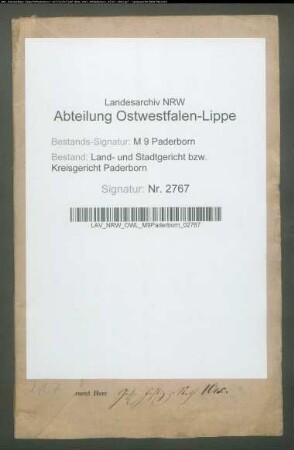 Landesarchiv NRW
Abteilung Ostwestfalen-Lippe
Bestands-Signatur: M 9 Paderborn
Bestand: Land- und Stadtgericht bzw.
Kreisgericht Paderborn
Signatur: Nr. 2767
LAV_NRW_OWL_M9Paderborn_02767